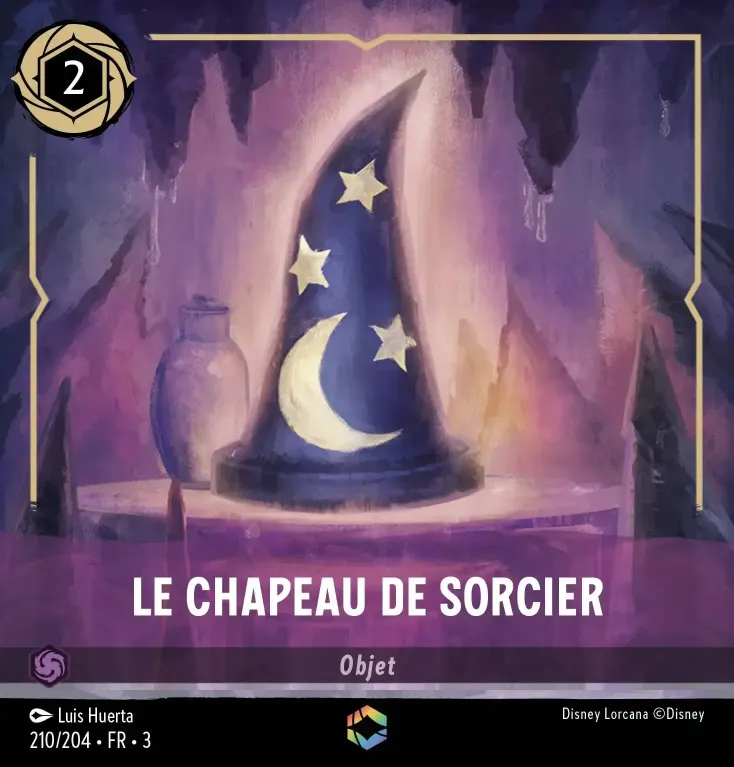 2
LE CHAPEAU DE SORCIER
Objet
Luis Huerta
Disney Lorcana ©Disney
210/204 • FR • 3